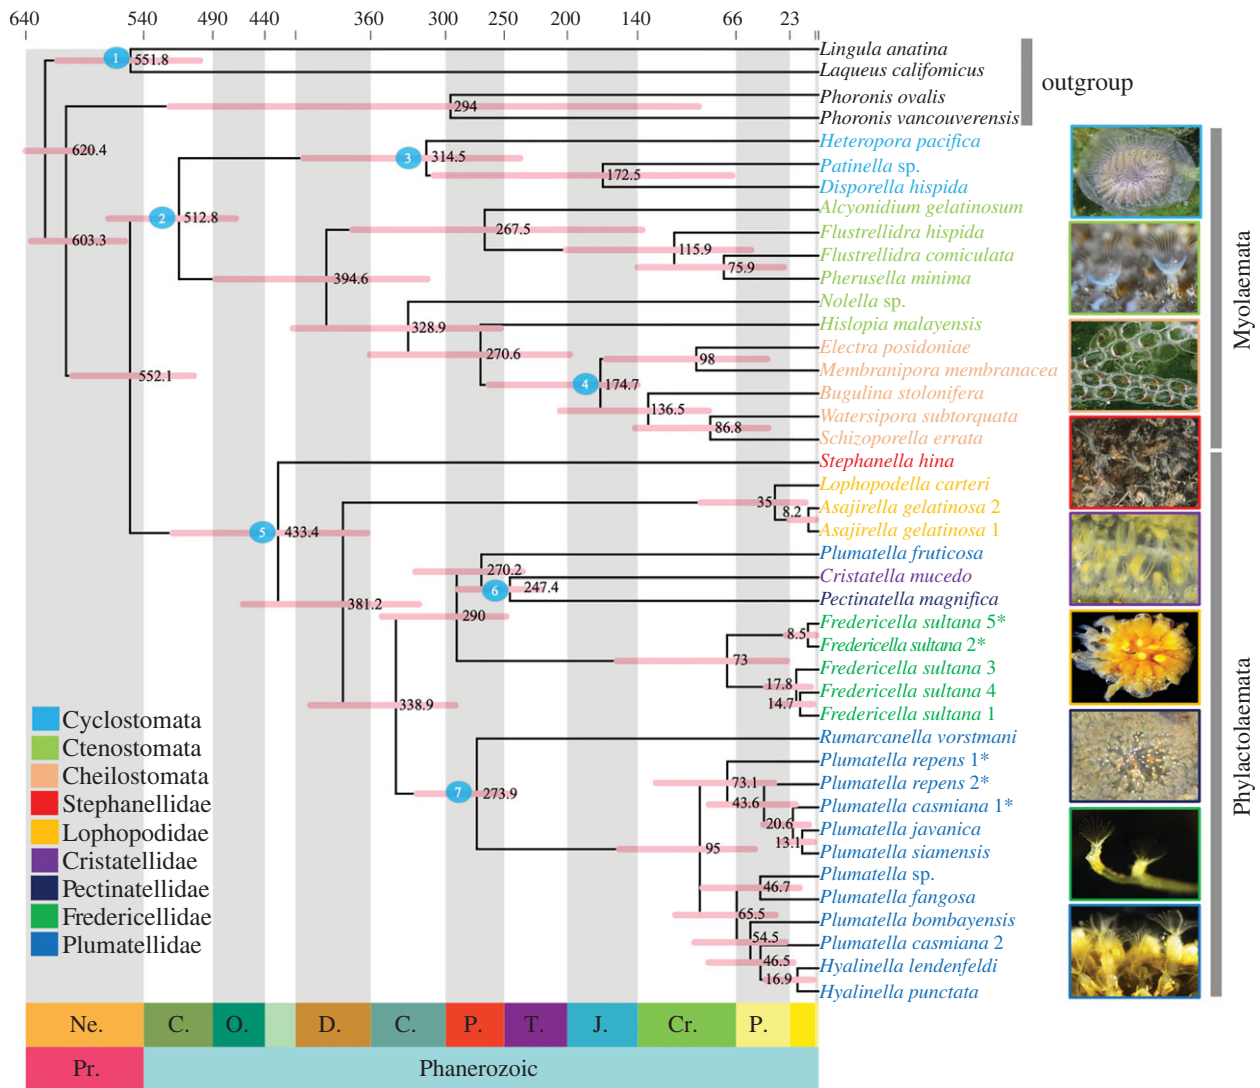 640 540 490 440 360 300 250 200 140 66 23
Lingula anatina
1 551.8
Laqueus califomicus
outgroup
Phoronis ovalis
294
Phoronis vancouverensis
Heteropora pacifica
620.4
3 314.5
Patinella sp.
172.5
Disporella hispida
Alcyonidium gelatinosum
2 512.8
267.5
Flustrellidra hispida
603.3
115.9
Flustrellidra comiculata
75.9
394.6
Pherusella minima
Nolella sp.
328.9
Hislopia malayensis
270.6
Electra posidoniae
98
Membranipora membranacea
552.1
4 174.7
Bugulina stolonifera
136.5
Watersipora subtorquata
86.8
Schizoporella errata
Myolaemata
Stephanella hina
Lophopodella carteri
35
Asajirella gelatinosa 2
8.2
Asajirella gelatinosa 1
5 433.4
Plumatella fruticosa
270.2
Cristatella mucedo
6 247.4
Pectinatella magnifica
381.2
290
Fredericella sultana 5*
8.5
Fredericella sultana 2*
73
Fredericella sultana 3
17.8
Fredericella sultana 4
14.7
Fredericella sultana 1
338.9
Rumarcanella vorstmani
Plumatella repens 1*
73.1
Plumatella repens 2*
7 273.9
43.6
Plumatella casmiana 1*
20.6
Plumatella javanica
13.1
Plumatella siamensis
95
Plumatella sp.
46.7
Plumatella fangosa
65.5
Plumatella bombayensis
54.5
Plumatella casmiana 2
46.5
Hyalinella lendenfeldi
16.9
Hyalinella punctata
Phylactolaemata
Cyclostomata
Ctenostomata
Cheilostomata
Stephanellidae
Lophopodidae
Cristatellidae
Pectinatellidae
Fredericellidae
Plumatellidae
Ne. C. O. D. C. P. T. J. Cr. P.
Pr. Phanerozoic